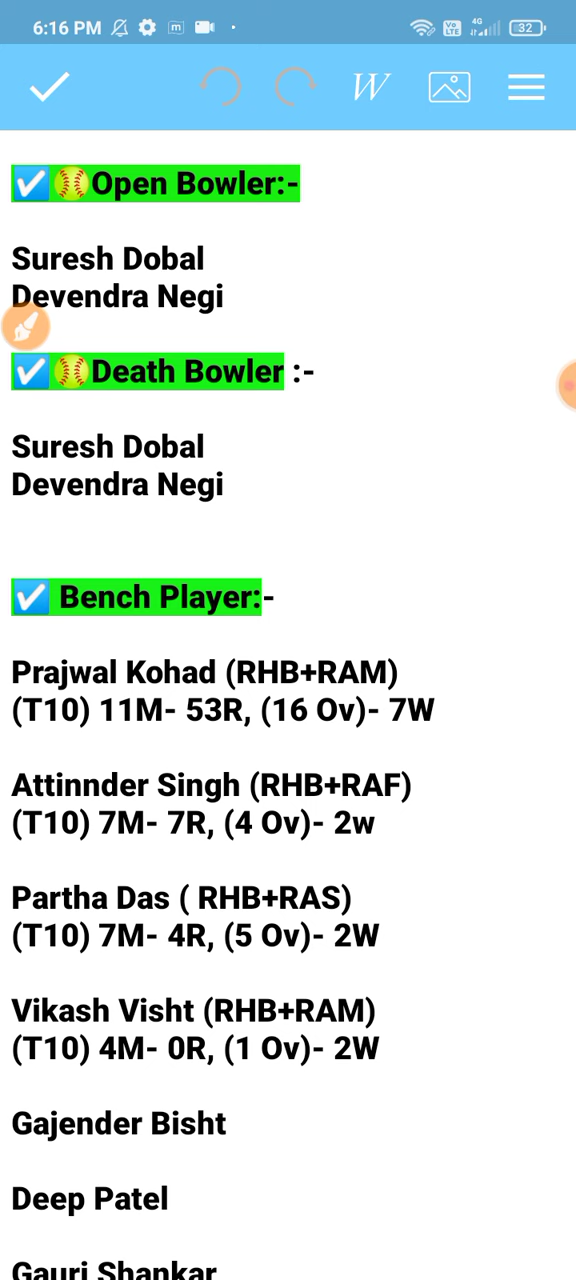 6:16 PM
4G
Vo
LTE
32
W
Open Bowler:-
Suresh Dobal
Devendra Negi
Death Bowler :-
Suresh Dobal
Devendra Negi
Bench Player:-
Prajwal Kohad (RHB+RAM)
(T10) 11M- 53R, (16 Ov)- 7W
Attinnder Singh (RHB+RAF)
(T10) 7M- 7R, (4 Ov)- 2w
Partha Das ( RHB+RAS)
(T10) 7M- 4R, (5 Ov)- 2W
Vikash Visht (RHB+RAM)
(T10) 4M- 0R, (1 Ov)- 2W
Gajender Bisht
Deep Patel
Gauri Shankar